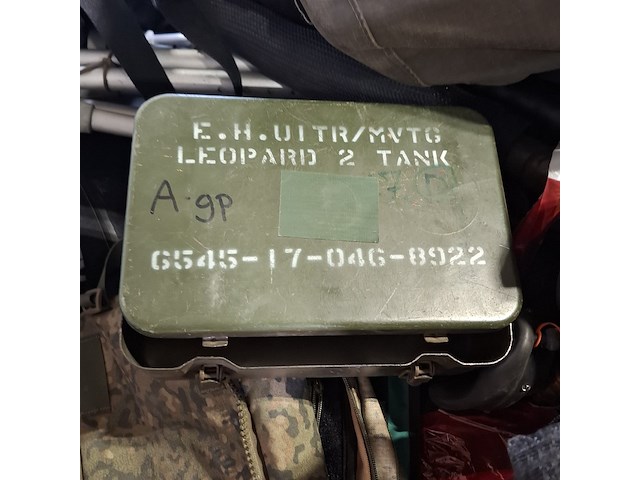 E.H.UITR/MVTG
LEOPARD 2 TANK
A-gp
6545-17-046-8922